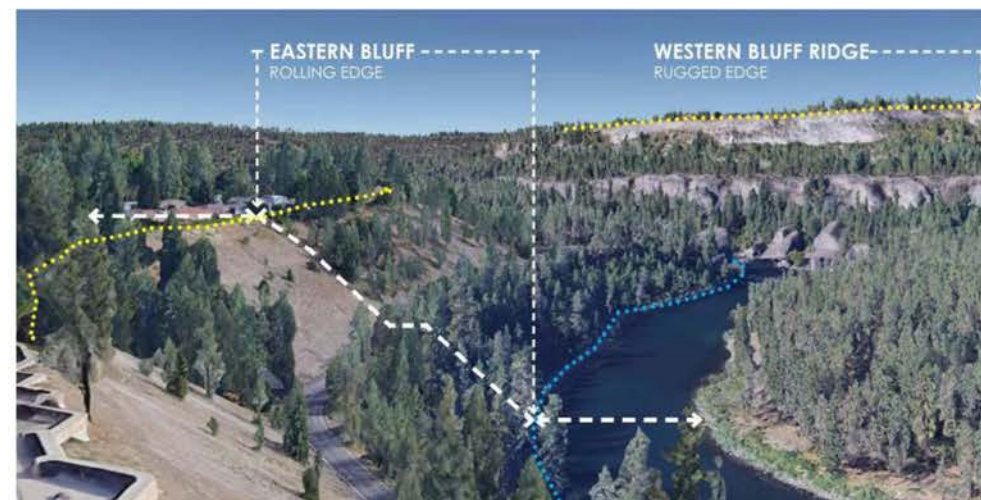 EASTERN BLUFF
ROLLING EDGE
WESTERN BLUFF RIDGE
RUGGED EDGE